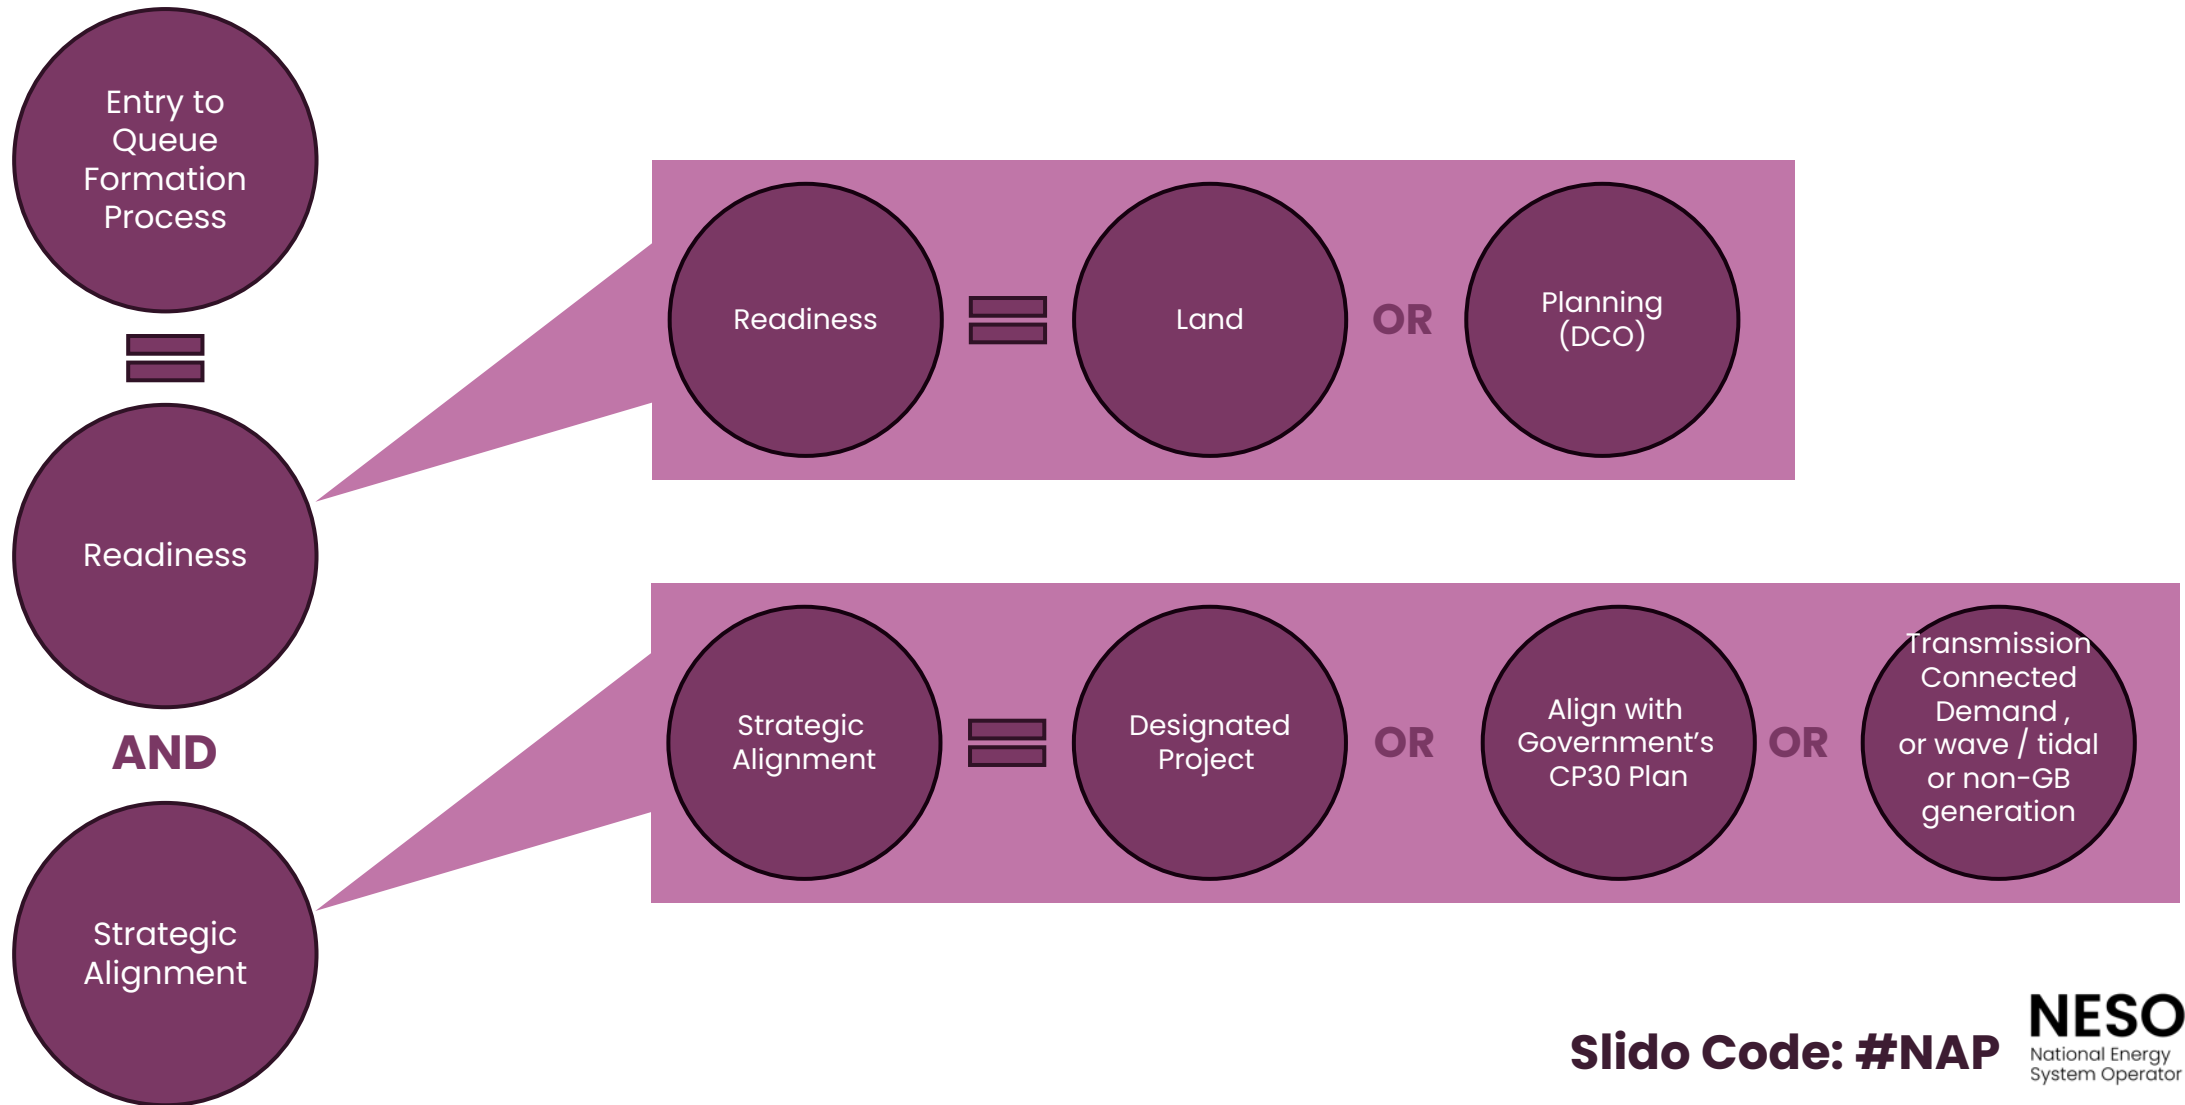 Entry to
Queue
Formation
Process
Readiness
AND
Strategic
Alignment
Readiness
Land
OR
Planning
(DCO)
Strategic
Alignment
Designated
Project
OR
Align with
Government’s
CP30 Plan
OR
Transmission
Connected
Demand ,
or wave / tidal
or non-GB
generation
Slido Code: #NAP
NESO
National Energy
System Operator